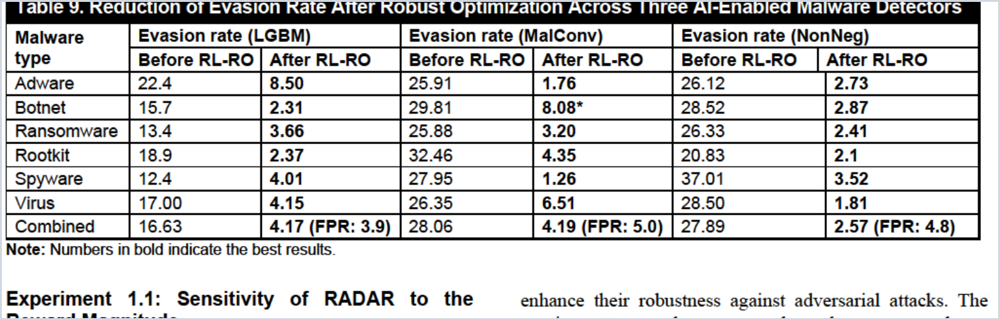 Table 9. Reduction of Evasion Rate After Robust Optimization Across Three AI-Enabled Malware Detectors
Malware type Evasion rate (LGBM) Evasion rate (MalConv) Evasion rate (NonNeg)
Before RL-RO After RL-RO Before RL-RO After RL-RO Before RL-RO After RL-RO
Adware 22.4 8.50 25.91 1.76 26.12 2.73
Botnet 15.7 2.31 29.81 8.08* 28.52 2.87
Ransomware 13.4 3.66 25.88 3.20 26.33 2.41
Rootkit 18.9 2.37 32.46 4.35 20.83 2.1
Spyware 12.4 4.01 27.95 1.26 37.01 3.52
Virus 17.00 4.15 26.35 6.51 28.50 1.81
Combined 16.63 4.17 (FPR: 3.9) 28.06 4.19 (FPR: 5.0) 27.89 2.57 (FPR: 4.8)
Note: Numbers in bold indicate the best results.
Experiment 1.1: Sensitivity of RADAR to the
Reward Magnitude
enhance their robustness against adversarial attacks. The